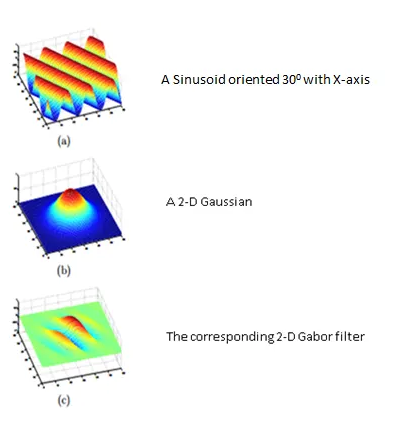 A Sinusoid oriented 30⁰ with X-axis
(a)
A 2-D Gaussian
(b)
The corresponding 2-D Gabor filter
(c)